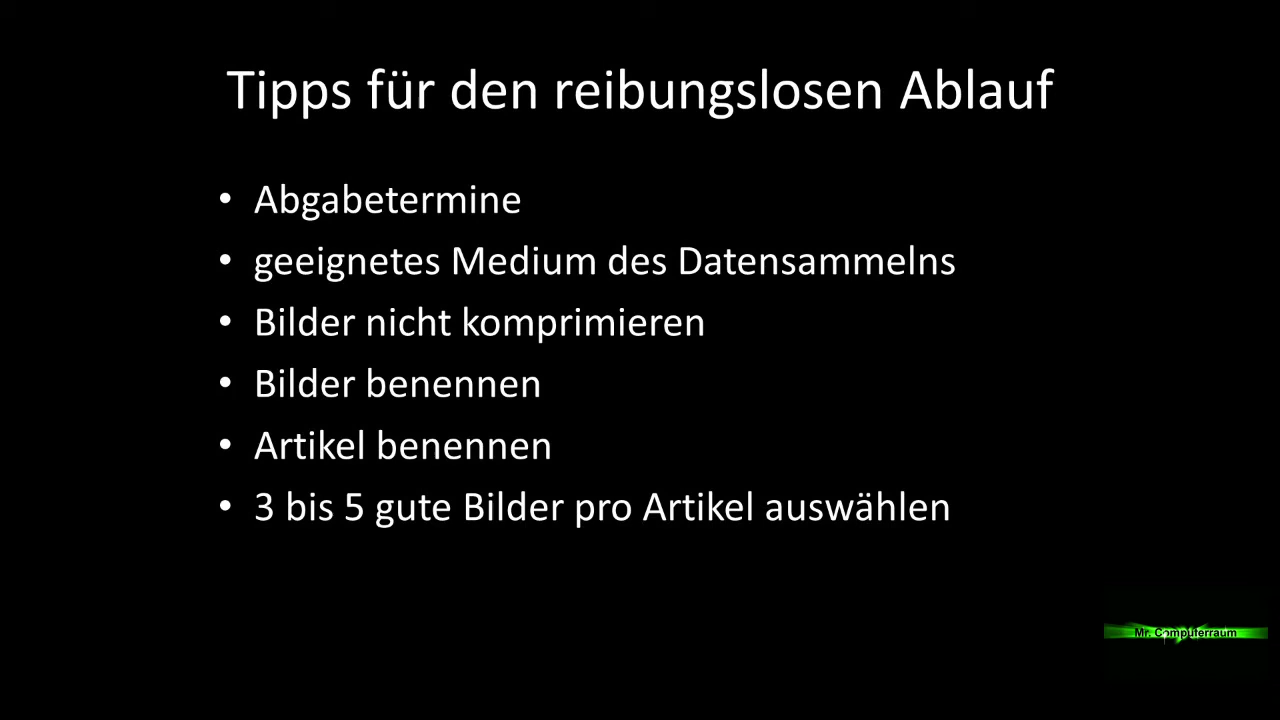 Tipps für den reibungslosen Ablauf
• Abgabetermine
• geeignetes Medium des Datensammelns
• Bilder nicht komprimieren
• Bilder benennen
• Artikel benennen
• 3 bis 5 gute Bilder pro Artikel auswählen
Mr. Computerraum